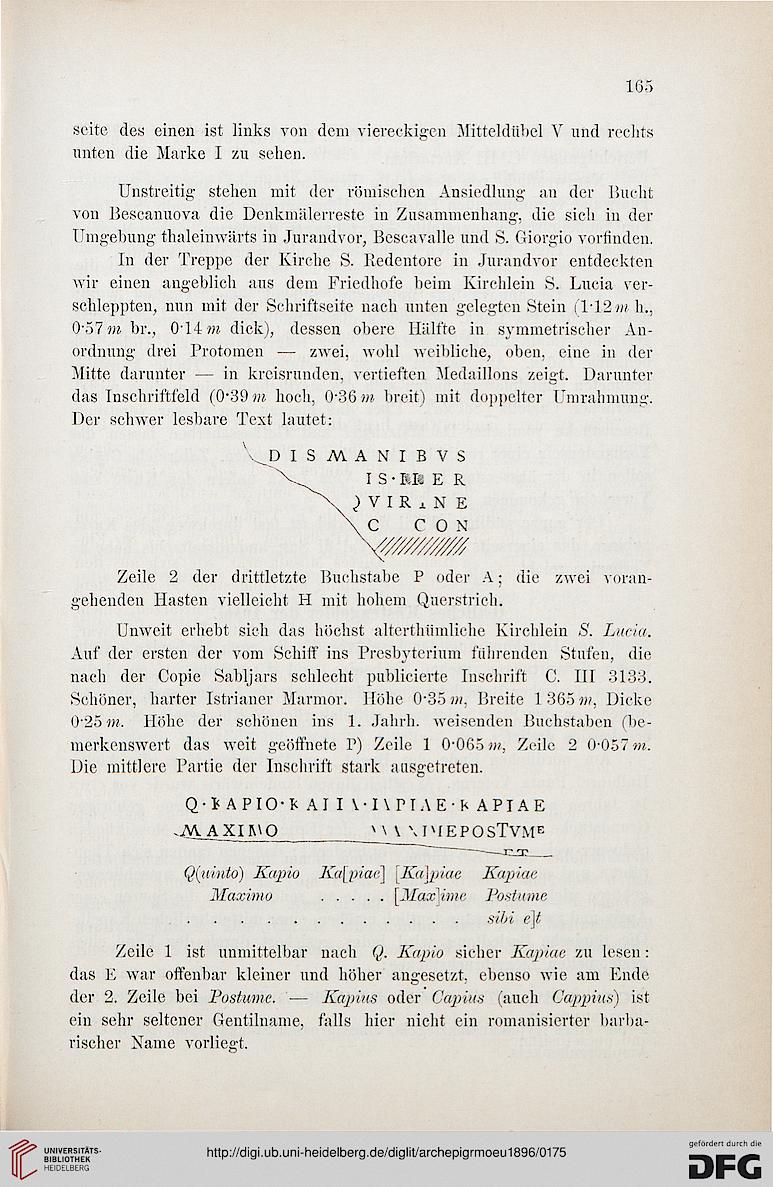 165
seite des einen ist links von dem viereckigen Mitteldübel V und rechts
unten die Marke I zu sehen.
Unstreitig stehen mit der römischen Ansiedlung an der Bucht
von Bescanuova die Denkmälerreste in Zusammenhang, die sich in der
Umgebung thaleinwärts in Jurandvor, Bescavalle und S. Giorgio vorfinden.
In der Treppe der Kirche S. Redentore in Jurandvor entdeckten
wir einen angeblich aus dem Friedhofe beim Kirchlein S. Lucia ver-
schleppten, nun mit der Schriftseite nach unten gelegten Stein (1·12 m h.,
0·57 m br., 0·14 m dick), dessen obere Hälfte in symmetrischer An-
ordnung drei Protomen — zwei, wohl weibliche, oben, eine in der
Mitte darunter — in kreisrunden, vertieften Medaillons zeigt. Darunter
das Inschriftfeld (0·39 m hoch, 0·36 m breit) mit doppelter Umrahmung.
Der schwer lesbare Text lautet:
D I S M A N I B V S
I S · E R
V I R I N E
C C O N
Zeile 2 der drittletzte Buchstabe P oder A; die zwei voran-
gehenden Hasten vielleicht H mit hohem Querstrich.
Unweit erhebt sich das höchst alterthümliche Kirchlein S. Lucia.
Auf der ersten der vom Schiff ins Presbyterium führenden Stufen, die
nach der Copie Sabljars schlecht publicierte Inschrift C. III 3133.
Schöner, harter Istrianer Marmor. Höhe 0·35 m, Breite 1 365 m, Dicke
0·25 m. Höhe der schönen ins 1. Jahrh. weisenden Buchstaben (be-
merkenswert das weit geöffnete P) Zeile 1 0·065 m, Zeile 2 0·057 m.
Die mittlere Partie der Inschrift stark ausgetreten.
Q · K A P I O · K A I I \ · I \ P I A E · K A P I A E
M A X I M O \ \ \ \ I M E P O S T V M E
E T
Q(uinto) Kapio Ka[piae] [Ka]piae Kapiae
Maximo . . . . . [Max]ime Postume
. . . . . . . . . . . sibi e]t
Zeile 1 ist unmittelbar nach Q. Kapio sicher Kapiae zu lesen:
das E war offenbar kleiner und höher angesetzt, ebenso wie am Ende
der 2. Zeile bei Postume. — Kapius oder Capius (auch Cappius) ist
ein sehr seltener Gentilname, falls hier nicht ein romanisierter barba-
rischer Name vorliegt.
UNIVERSITÄTS-
BIBLIOTHEK
HEIDELBERG
http://digi.ub.uni-heidelberg.de/diglit/archepigrmoeu1896/0175
gefördert durch die
DFG